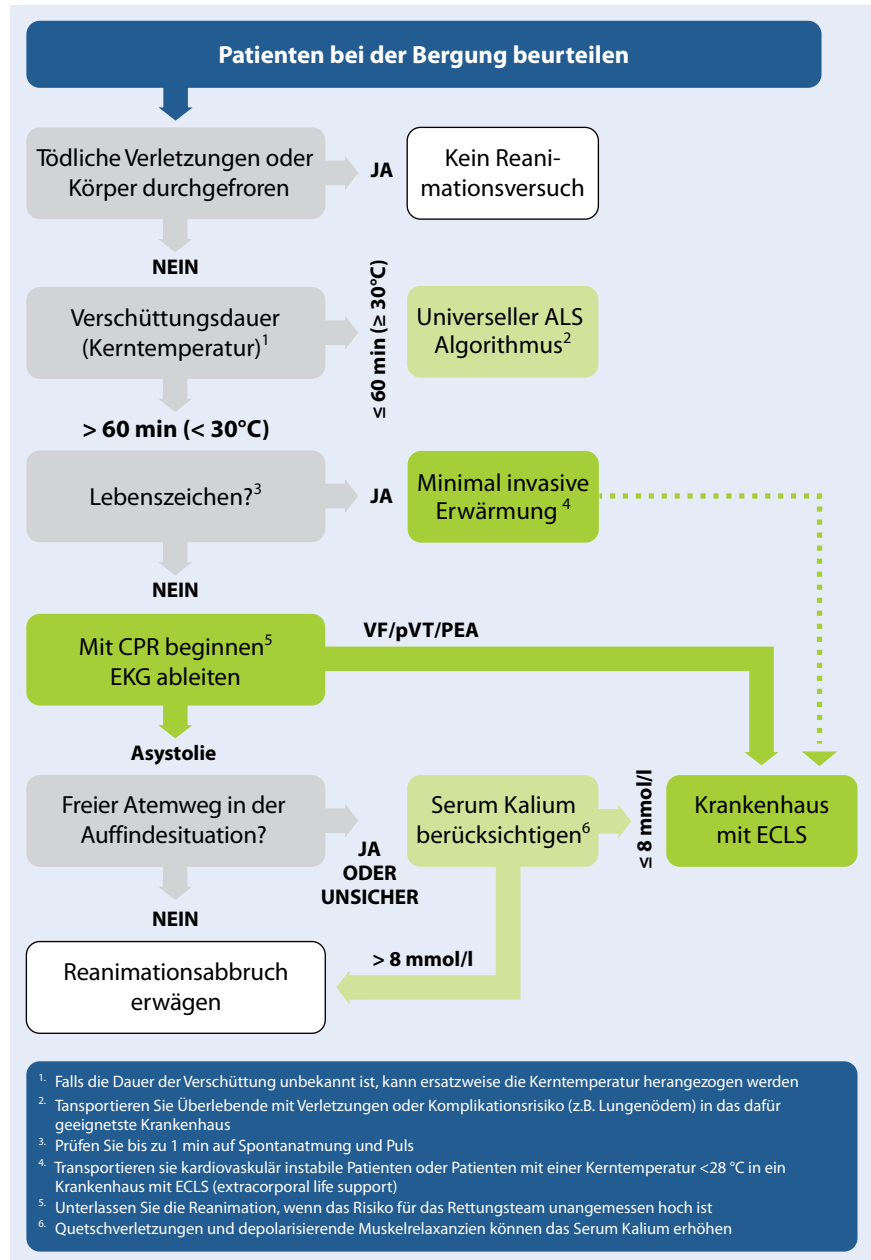 Patienten bei der Bergung beurteilen
Tödliche Verletzungen oder
Körper durchgefroren
JA
Kein Reani-
mationsversuch
NEIN
Verschüttungsdauer
(Kerntemperatur)¹
≤ 60 min (≥ 30°C)
Universeller ALS
Algorithmus²
> 60 min (< 30°C)
Lebenszeichen?³
JA
Minimal invasive
Erwärmung ⁴
NEIN
Mit CPR beginnen⁵
EKG ableiten
VF/pVT/PEA
Asystolie
Freier Atemweg in der
Auffindesituation?
JA
ODER
UNSICHER
Serum Kalium
berücksichtigen⁶
≤ 8 mmol/l
Krankenhaus
mit ECLS
NEIN
> 8 mmol/l
Reanimationsabbruch
erwägen
1. Falls die Dauer der Verschüttung unbekannt ist, kann ersatzweise die Kerntemperatur herangezogen werden
2. Tansportieren Sie Überlebende mit Verletzungen oder Komplikationsrisiko (z.B. Lungenödem) in das dafür
geeignetste Krankenhaus
3. Prüfen Sie bis zu 1 min auf Spontanatmung und Puls
4. Transportieren sie kardiovaskulär instabile Patienten oder Patienten mit einer Kerntemperatur <28 °C in ein
Krankenhaus mit ECLS (extracorporal life support)
5. Unterlassen Sie die Reanimation, wenn das Risiko für das Rettungsteam unangemessen hoch ist
6. Quetschverletzungen und depolarisierende Muskelrelaxanzien können das Serum Kalium erhöhen